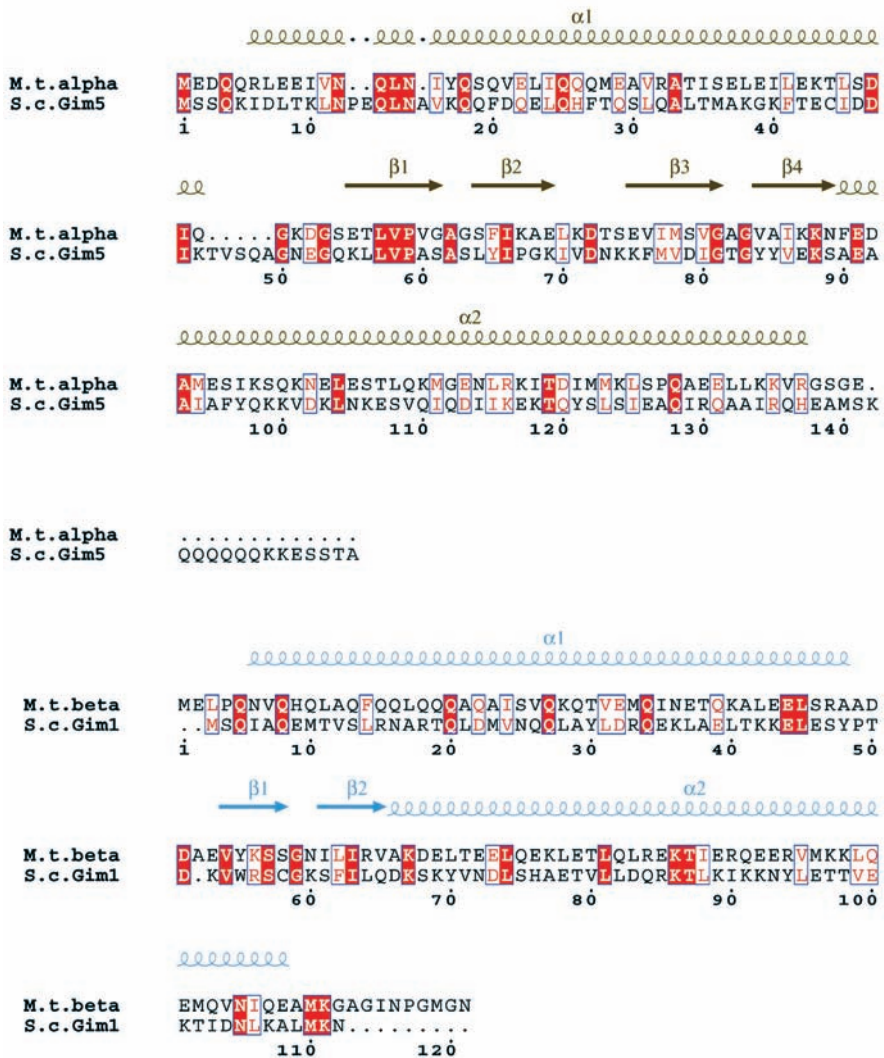 α1
M.t.alpha MEDQQRLEEIVN..QLN.IYQSQVELIQQQMEAVRATISELEILEKTLSD
S.c.Gim5 MSSQKIDLTKLNPEQLNAVKQQFDQELQHFTQSLQALTMAKGKFTECIDD
1 10 20 30 40
β1 β2 β3 β4
M.t.alpha IQ.....GKDGSETLVPVGAGSFIKAELKDTSEVIMSVGAGVAIKKNFED
S.c.Gim5 IKTVSQAGNEGQKLLVPASASLYIPGKIVDNKKFMVDIGTGYYVEKSAEA
50 60 70 80 90
α2
M.t.alpha AMESIKSQKNELESTLQKMGENLRKITDIMMKLSPQAEELLKKVRGSGE.
S.c.Gim5 AIAFYQKKVDKLNKESVQIQDIIKEKTQYSLSIEAQIRQAAIRQHEAMSK
100 110 120 130 140
M.t.alpha .............
S.c.Gim5 QQQQQQKKESSTA
α1
M.t.beta MELPQNVQHQLAQFQQLQQQAQAISVQKQTVEMQINETQKALEELSRAAD
S.c.Gim1 ..MSQIAQEMTVSLRNARTQLDMVNQQLAYLDRQEKLAELTKKELESYPT
1 10 20 30 40 50
β1 β2 α2
M.t.beta DAEVYKSSGNILIRVAKDELTEELQEKLETLQLREKTIERQEERVMKKLQ
S.c.Gim1 D.KVWRSCGKSFILQDKSKYVNDLSHAETVLLDQRKTLKIKKNYLETTVE
60 70 80 90 100
M.t.beta EMQVNIQEAMKGAGINPGMGN
S.c.Gim1 KTIDNLKALMKN.........
110 120